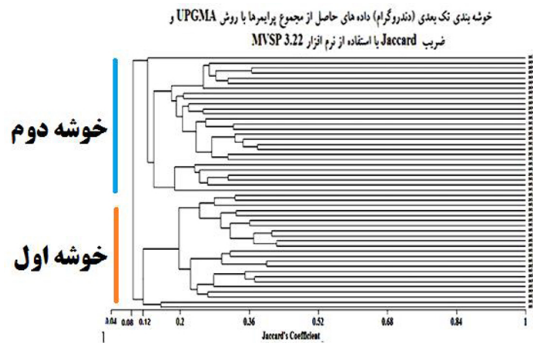 خوشه بندی تک بعدی (دندروگرام) داده های حاصل از مجموع پرایمرها با روش UPGMA و
ضریب Jaccard با استفاده از نرم افزار MVSP 3.22
خوشه دوم
خوشه اول
0.04 0.08 0.12 0.2 0.36 0.52 0.68 0.84 1
Jaccard's Coefficient